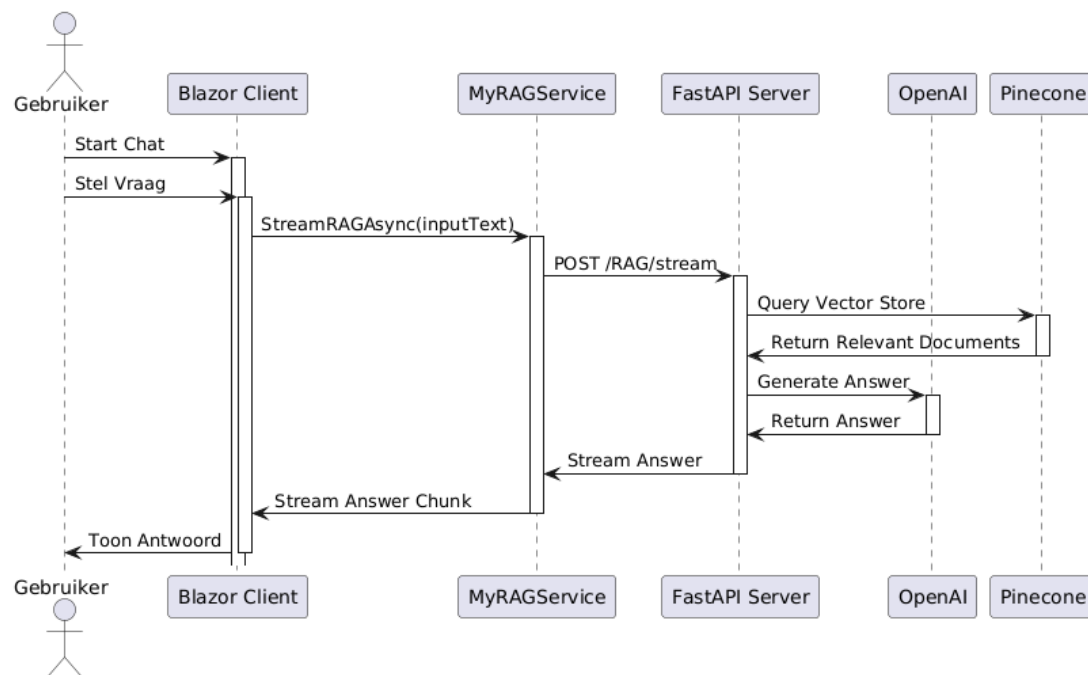 Gebruiker
Blazor Client
MyRAGService
FastAPI Server
OpenAI
Pinecone
Start Chat
Stel Vraag
StreamRAGAsync(inputText)
POST /RAG/stream
Query Vector Store
Return Relevant Documents
Generate Answer
Return Answer
Stream Answer
Stream Answer Chunk
Toon Antwoord
Gebruiker
Blazor Client
MyRAGService
FastAPI Server
OpenAI
Pinecone